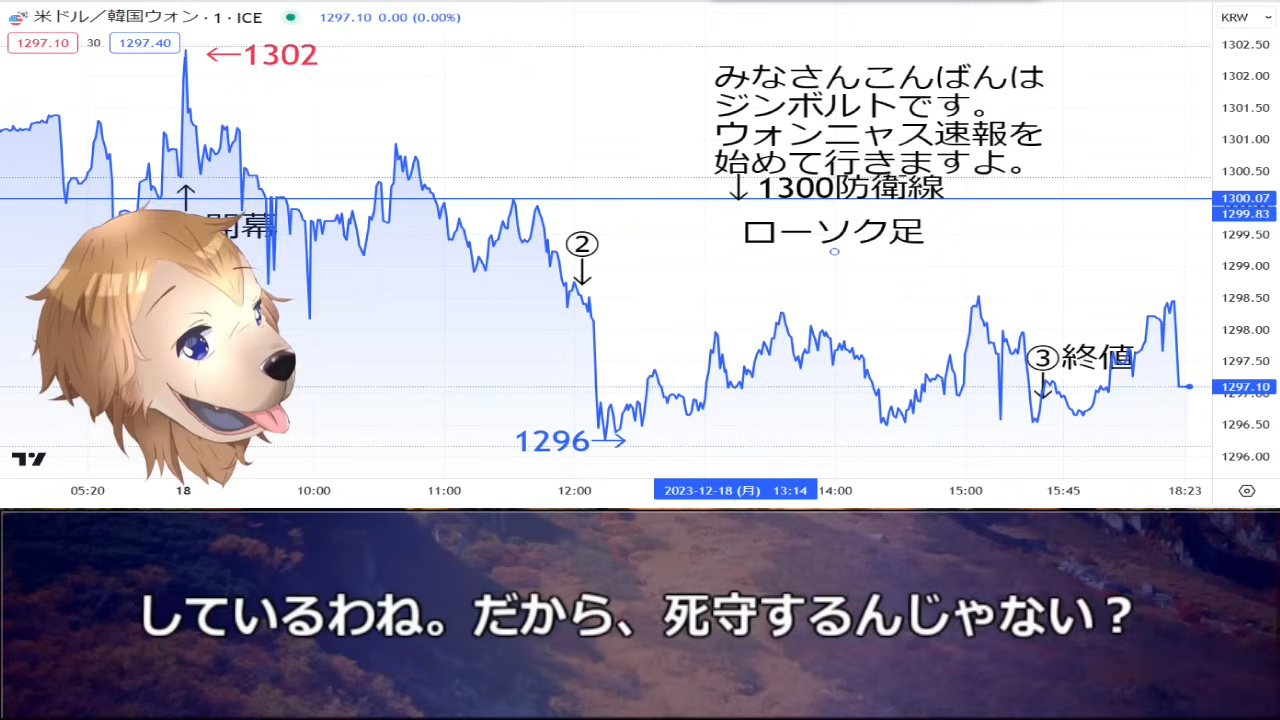 米ドル／韓国ウォン · 1 · ICE 1297.10 0.00 (0.00%)
KRW
1297.10 30 1297.40
←1302
みなさんこんばんは
ジンボルトです。
ウォンニャス速報を
始めて行きますよ。
↓1300防衛線
ローソク足
↑
開幕
②
↓
③終値
↓
1296→
1302.50
1302.00
1301.50
1301.00
1300.50
1300.07
1299.83
1299.50
1299.00
1298.50
1298.00
1297.50
1297.10
1297.00
1296.50
1296.00
05:20 18 10:00 11:00 12:00 2023-12-18 (月) 13:14 14:00 15:00 15:45 18:23
しているわね。だから、死守するんじゃない？